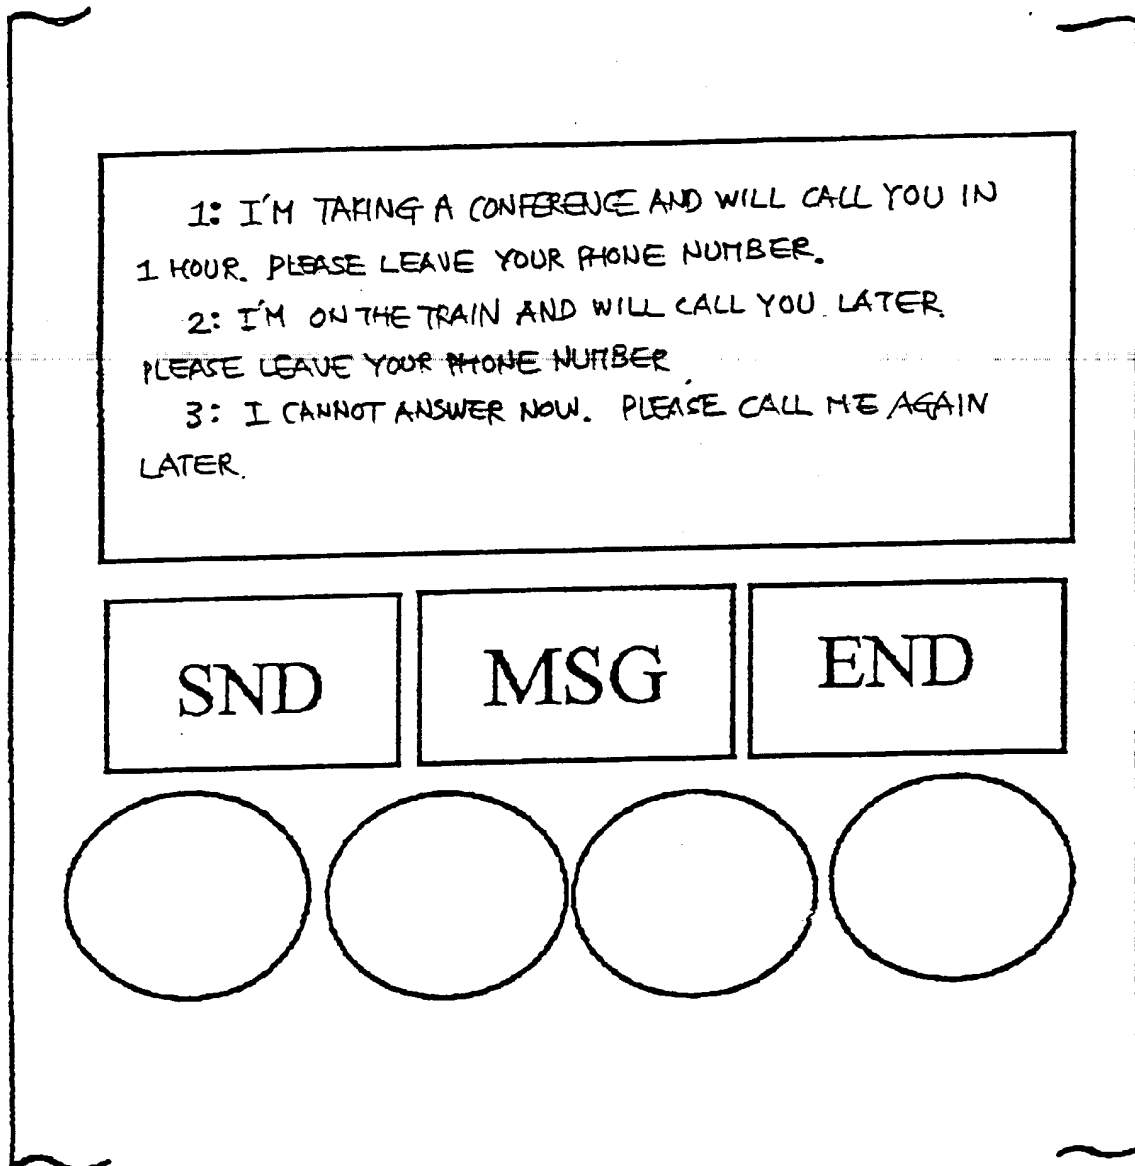 1: I'M TAKING A CONFERENCE AND WILL CALL YOU IN
1 HOUR. PLEASE LEAVE YOUR PHONE NUMBER.
2: I'M ON THE TRAIN AND WILL CALL YOU LATER.
PLEASE LEAVE YOUR PHONE NUMBER
3: I CANNOT ANSWER NOW. PLEASE CALL ME AGAIN
LATER.
SND MSG END